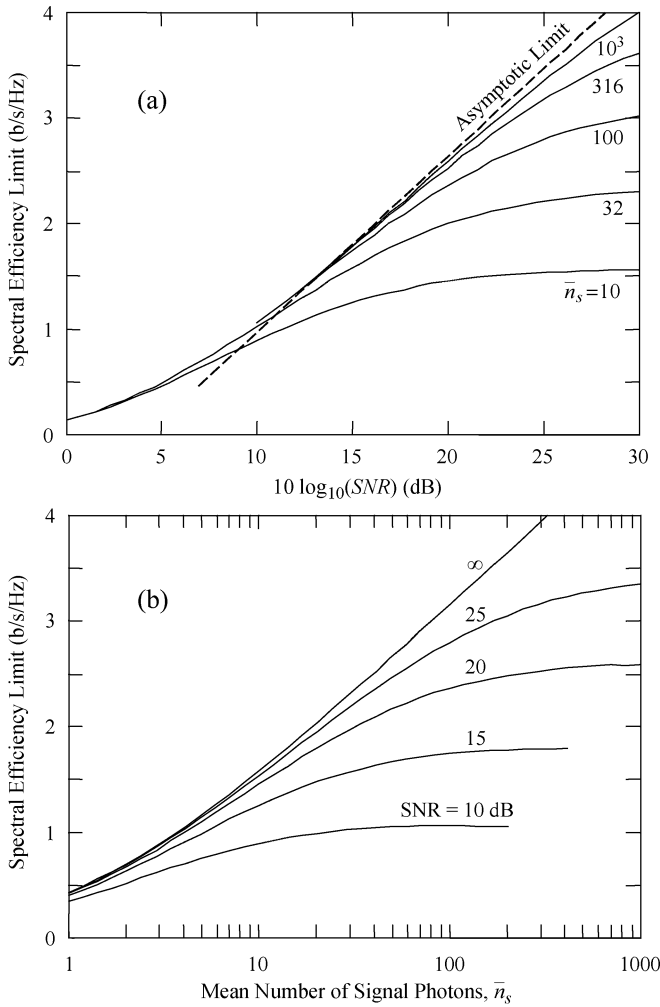 4
3
2
1
0
Spectral Efficiency Limit (b/s/Hz)
(a)
Asymptotic Limit
10³
316
100
32
n̅ₛ=10
0 5 10 15 20 25 30
10 log₁₀(SNR) (dB)
4
3
2
1
0
Spectral Efficiency Limit (b/s/Hz)
(b)
∞
25
20
15
SNR = 10 dB
1 10 100 1000
Mean Number of Signal Photons, n̅ₛ